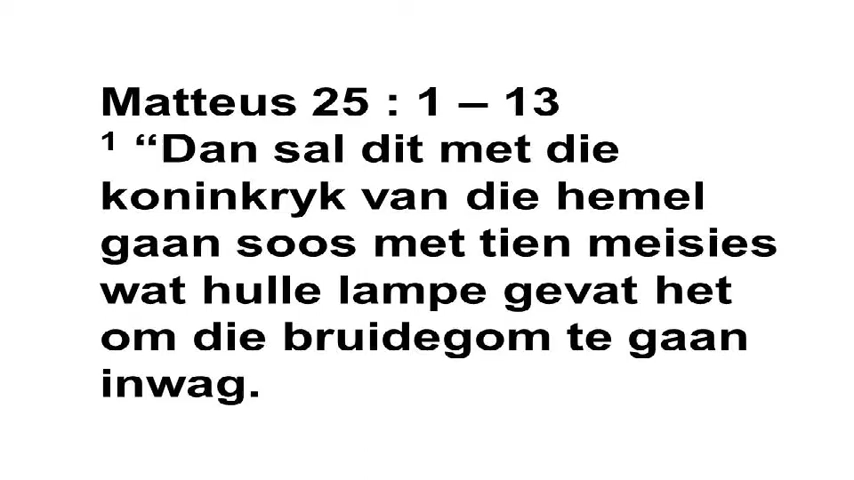 Matteus 25 : 1 – 13
¹ “Dan sal dit met die
koninkryk van die hemel
gaan soos met tien meisies
wat hulle lampe gevat het
om die bruidegom te gaan
inwag.